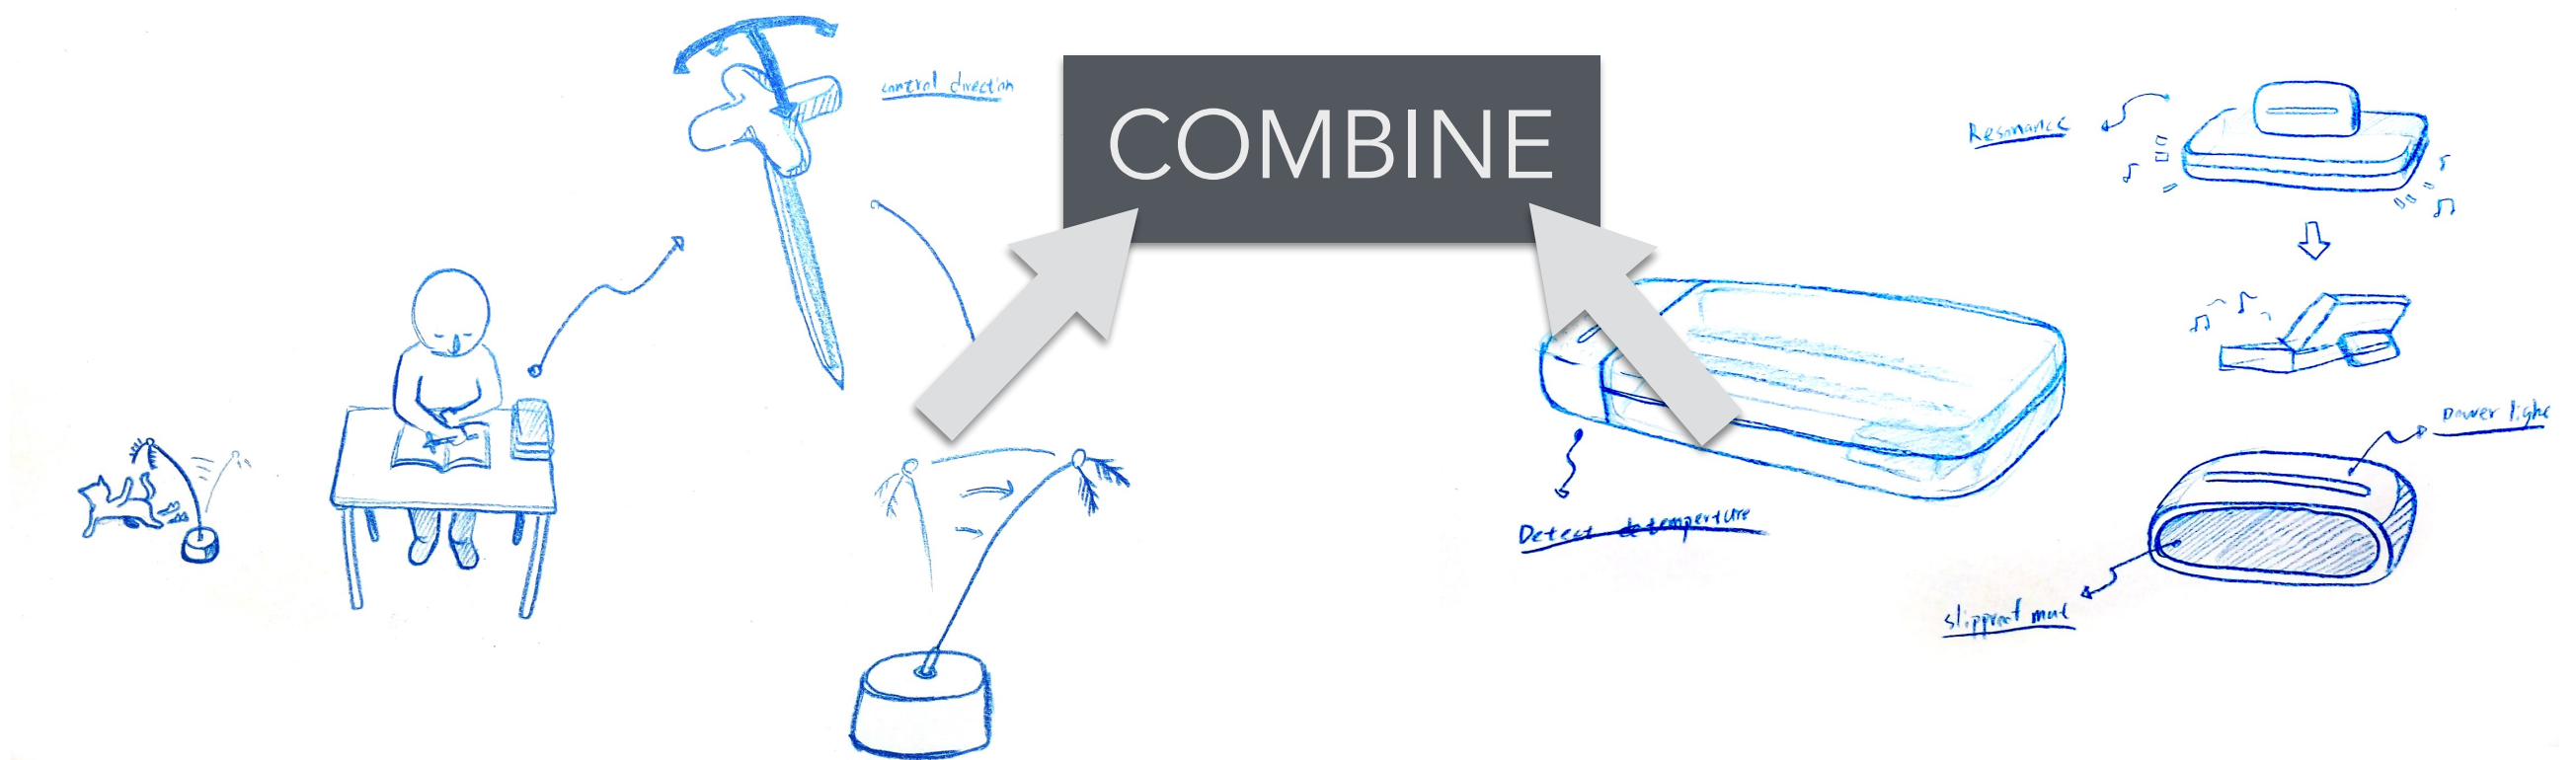 control direction
COMBINE
Resonance
Power light
Detect temperture
slipproof mat